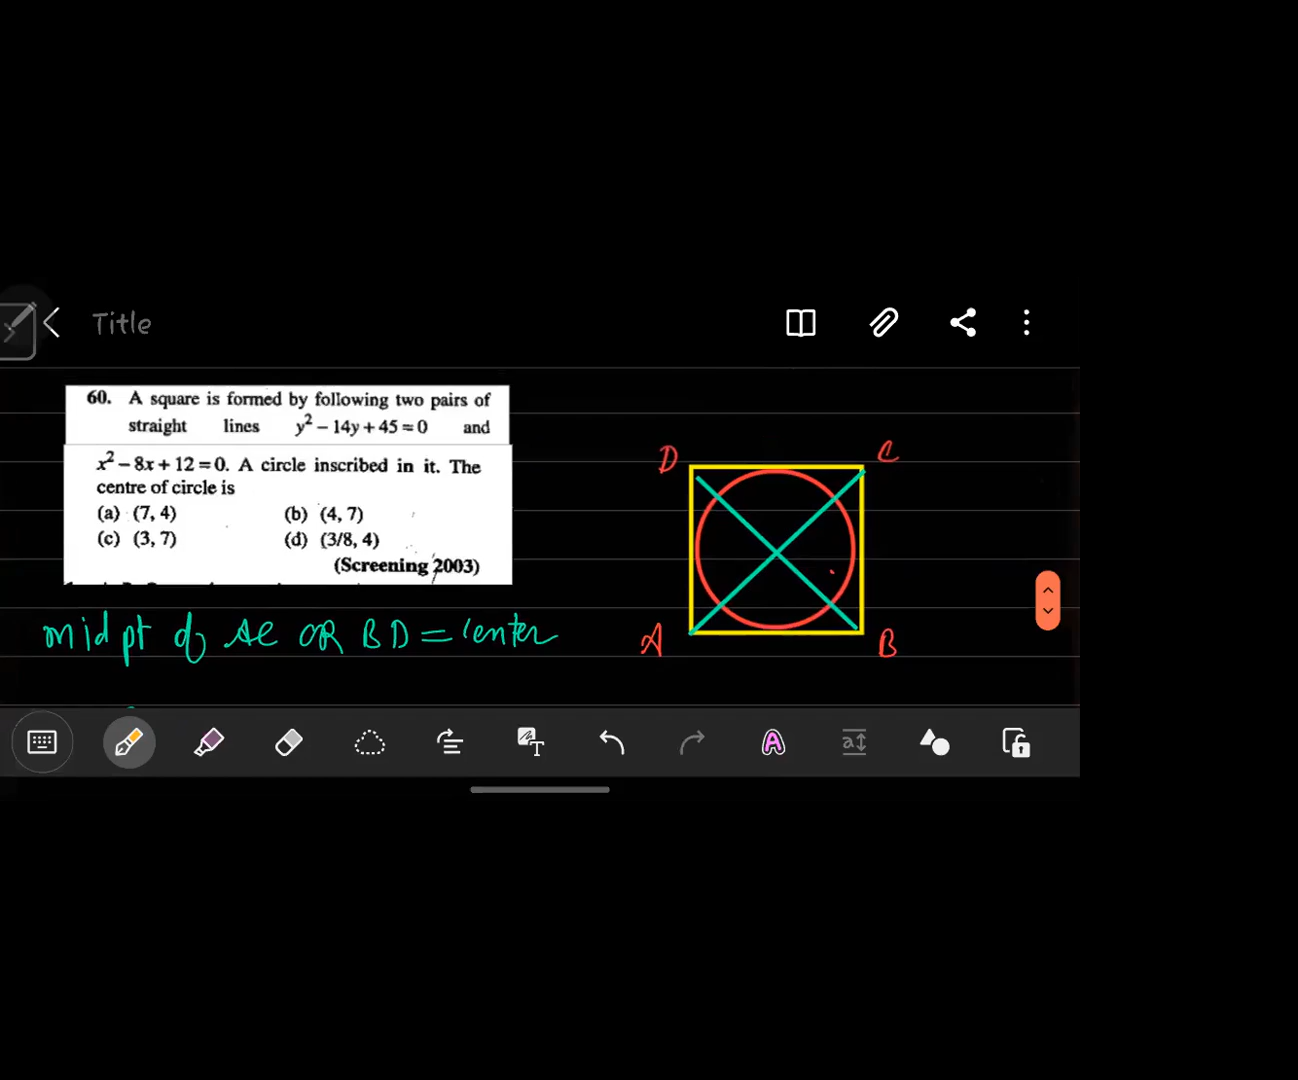 Title
60. A square is formed by following two pairs of
straight lines y² – 14y + 45 = 0 and
x² – 8x + 12 = 0. A circle inscribed in it. The
centre of circle is
(a) (7, 4) (b) (4, 7)
(c) (3, 7) (d) (3/8, 4)
(Screening 2003)
D C
mid pt of AC OR BD = center
A B